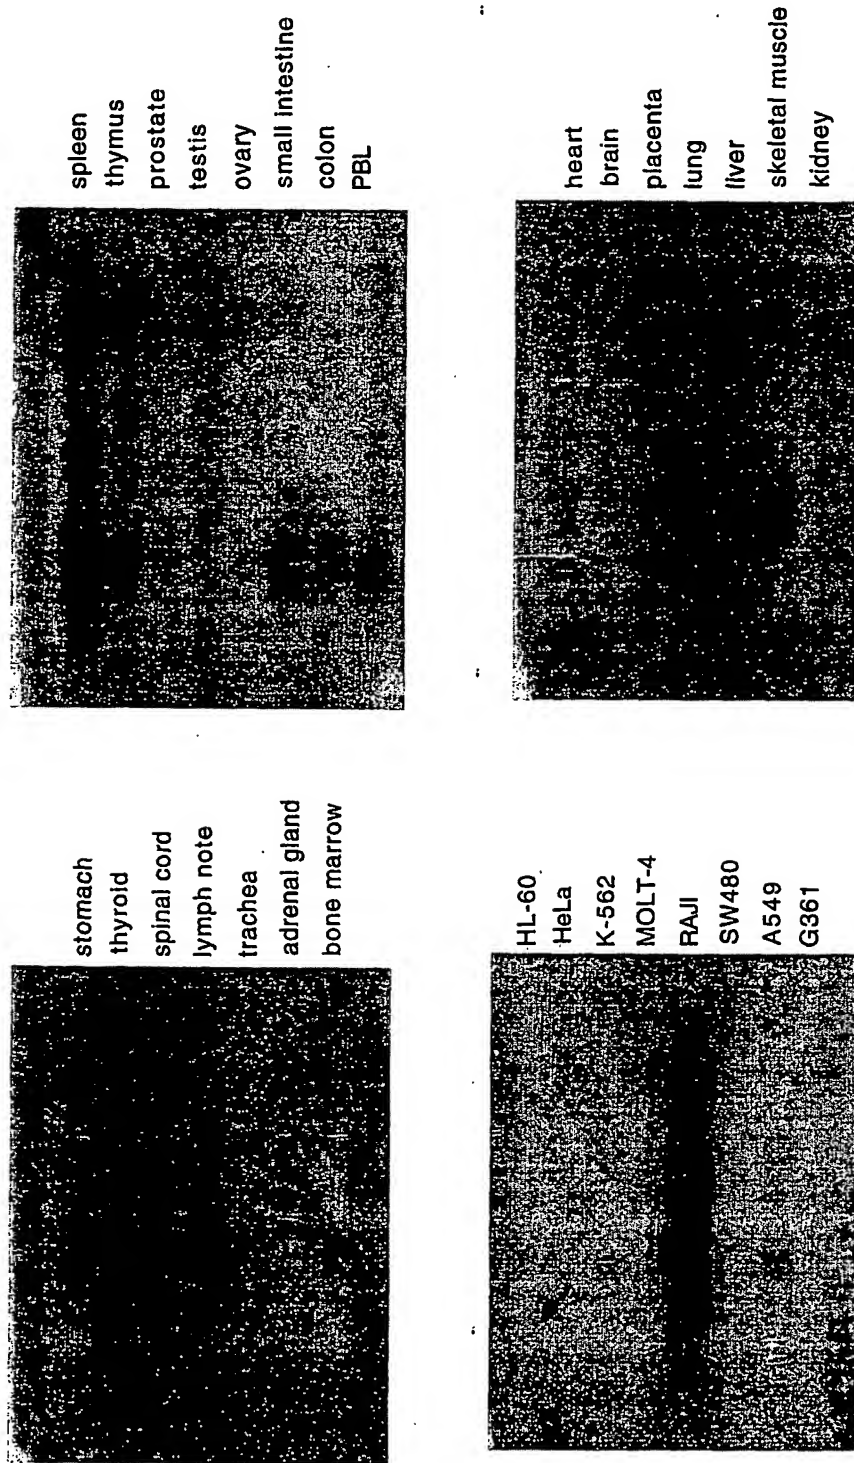 spleen
thymus
prostate
testis
ovary
small intestine
colon
PBL
heart
brain
placenta
lung
liver
skeletal muscle
kidney
stomach
thyroid
spinal cord
lymph note
trachea
adrenal gland
bone marrow
HL-60
HeLa
K-562
MOLT-4
RAJI
SW480
A549
G361